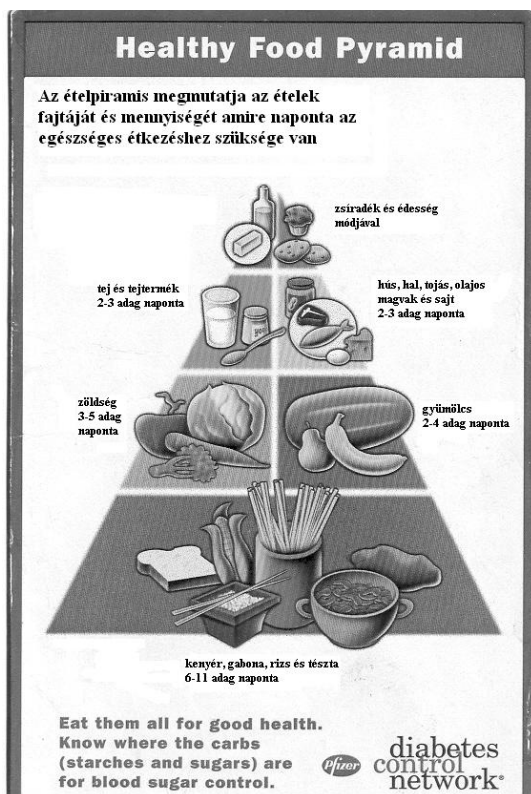 Healthy Food Pyramid
Az ételpiramis megmutatja az ételek
fajtáját és mennyiségét amire naponta az
egészséges étkezéshez szüksége van
zsíradék és édesség
módjával
tej és tejtermék
2-3 adag naponta
hús, hal, tojás, olajos
magvak és sajt
2-3 adag naponta
zöldség
3-5 adag
naponta
gyümölcs
2-4 adag naponta
kenyér, gabona, rizs és tészta
6-11 adag naponta
Eat them all for good health.
Know where the carbs
(starches and sugars) are
for blood sugar control.
Pfizer
diabetes
control
network®